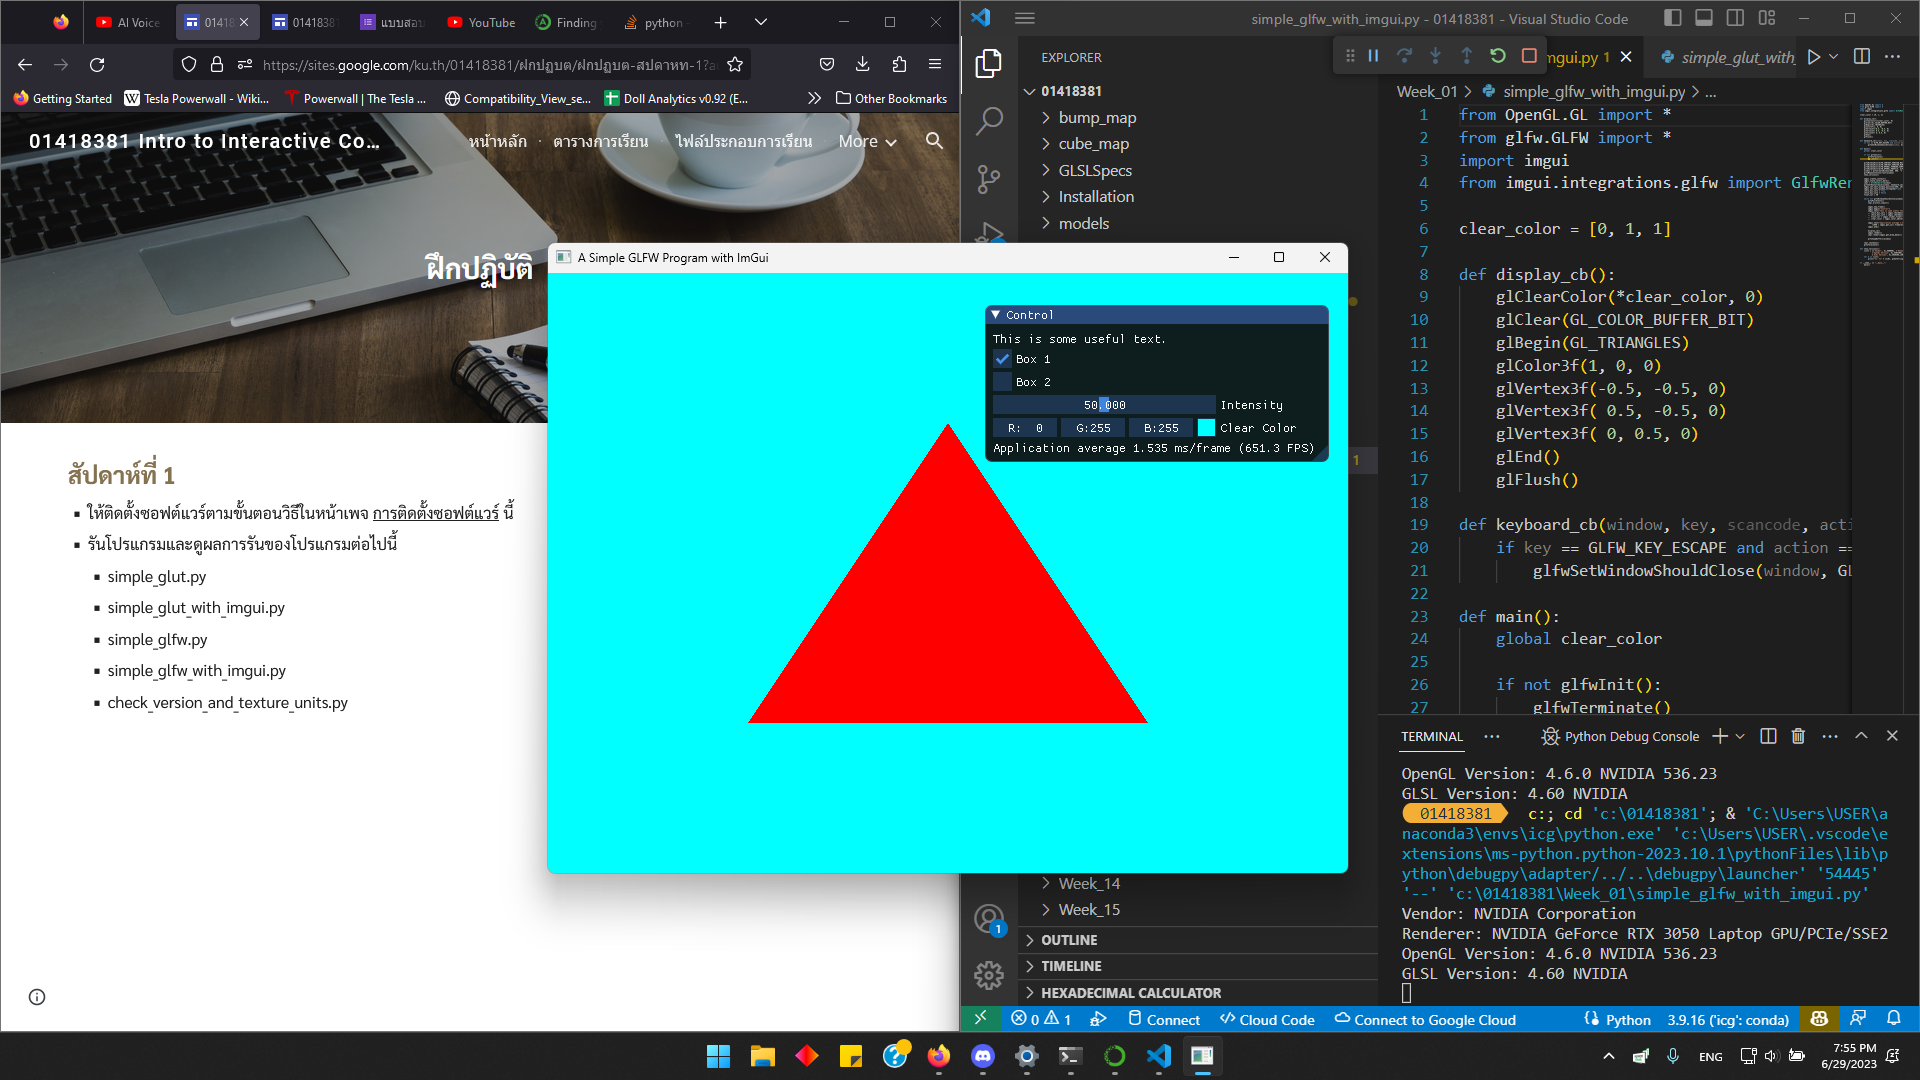 AI Voice
01418
0141838
แบบสอบ
YouTube
Finding
python
https://sites.google.com/ku.th/01418381/ฝึกปฏิบัติ/ฝึกปฏิบัติ-สัปดาห์ที่-1?a
Getting Started
Tesla Powerwall - Wiki...
Powerwall | The Tesla ...
Compatibility_View_se...
Doll Analytics v0.92 (E...
Other Bookmarks
01418381 Intro to Interactive Co...
หน้าหลัก
ตารางการเรียน
ไฟล์ประกอบการเรียน
More
ฝึกปฏิบัติ
สัปดาห์ที่ 1
ให้ติดตั้งซอฟต์แวร์ตามขั้นตอนวิธีในหน้าเพจ การติดตั้งซอฟต์แวร์ นี้
รันโปรแกรมและดูผลการรันของโปรแกรมต่อไปนี้
simple_glut.py
simple_glut_with_imgui.py
simple_glfw.py
simple_glfw_with_imgui.py
check_version_and_texture_units.py
A Simple GLFW Program with ImGui
Control
This is some useful text.
Box 1
Box 2
50.000 Intensity
R: 0 G:255 B:255 Clear Color
Application average 1.535 ms/frame (651.3 FPS)
simple_glfw_with_imgui.py - 01418381 - Visual Studio Code
EXPLORER
01418381
bump_map
cube_map
GLSLSpecs
Installation
models
1
Week_14
Week_15
OUTLINE
TIMELINE
HEXADECIMAL CALCULATOR
1
mgui.py 1
simple_glut_with_
Week_01 > simple_glfw_with_imgui.py > ...
1 from OpenGL.GL import *
2 from glfw.GLFW import *
3 import imgui
4 from imgui.integrations.glfw import GlfwRen
5
6 clear_color = [0, 1, 1]
7
8 def display_cb():
9 glClearColor(*clear_color, 0)
10 glClear(GL_COLOR_BUFFER_BIT)
11 glBegin(GL_TRIANGLES)
12 glColor3f(1, 0, 0)
13 glVertex3f(-0.5, -0.5, 0)
14 glVertex3f( 0.5, -0.5, 0)
15 glVertex3f( 0, 0.5, 0)
16 glEnd()
17 glFlush()
18
19 def keyboard_cb(window, key, scancode, acti
20 if key == GLFW_KEY_ESCAPE and action ==
21 glfwSetWindowShouldClose(window, GL
22
23 def main():
24 global clear_color
25
26 if not glfwInit():
27 glfwTerminate()
TERMINAL
Python Debug Console
OpenGL Version: 4.6.0 NVIDIA 536.23
GLSL Version: 4.60 NVIDIA
01418381 c:; cd 'c:\01418381'; & 'C:\Users\USER\a
naconda3\envs\icg\python.exe' 'c:\Users\USER\.vscode\e
xtensions\ms-python.python-2023.10.1\pythonFiles\lib\p
ython\debugpy\adapter/../..\debugpy\launcher' '54445'
'--' 'c:\01418381\Week_01\simple_glfw_with_imgui.py'
Vendor: NVIDIA Corporation
Renderer: NVIDIA GeForce RTX 3050 Laptop GPU/PCIe/SSE2
OpenGL Version: 4.6.0 NVIDIA 536.23
GLSL Version: 4.60 NVIDIA
0 1
Connect
Cloud Code
Connect to Google Cloud
Python
3.9.16 ('icg': conda)
ENG
7:55 PM
6/29/2023